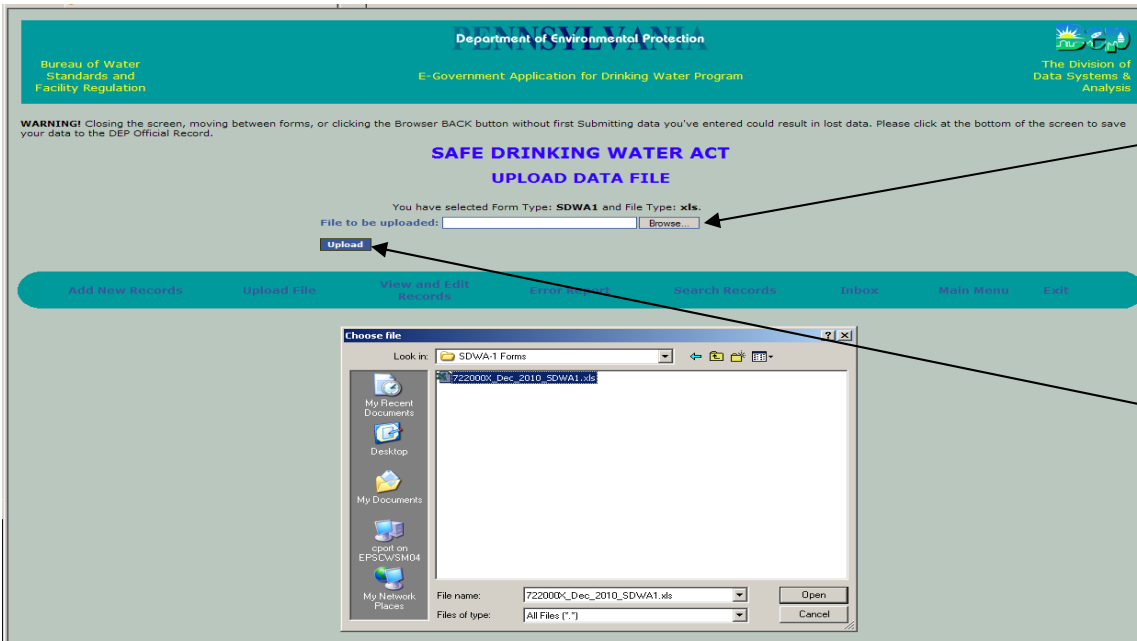 PENNSYLVANIA
Department of Environmental Protection
Bureau of Water
Standards and
Facility Regulation
E-Government Application for Drinking Water Program
The Division of
Data Systems &
Analysis
WARNING! Closing the screen, moving between forms, or clicking the Browser BACK button without first Submitting data you've entered could result in lost data. Please click at the bottom of the screen to save
your data to the DEP Official Record.
SAFE DRINKING WATER ACT
UPLOAD DATA FILE
You have selected Form Type: SDWA1 and File Type: xls.
File to be uploaded: Browse...
Upload
Add New Records Upload File View and Edit Error Report Search Records Inbox Main Menu Exit
Records
Choose file
Look in: SDWA-1 Forms
722000X_Dec_2010_SDWA1.xls
My Recent
Documents
Desktop
My Documents
cport on
EPSCWSM04
My Network
Places
File name: 722000X_Dec_2010_SDWA1.xls Open
Files of type: All Files (*.*) Cancel